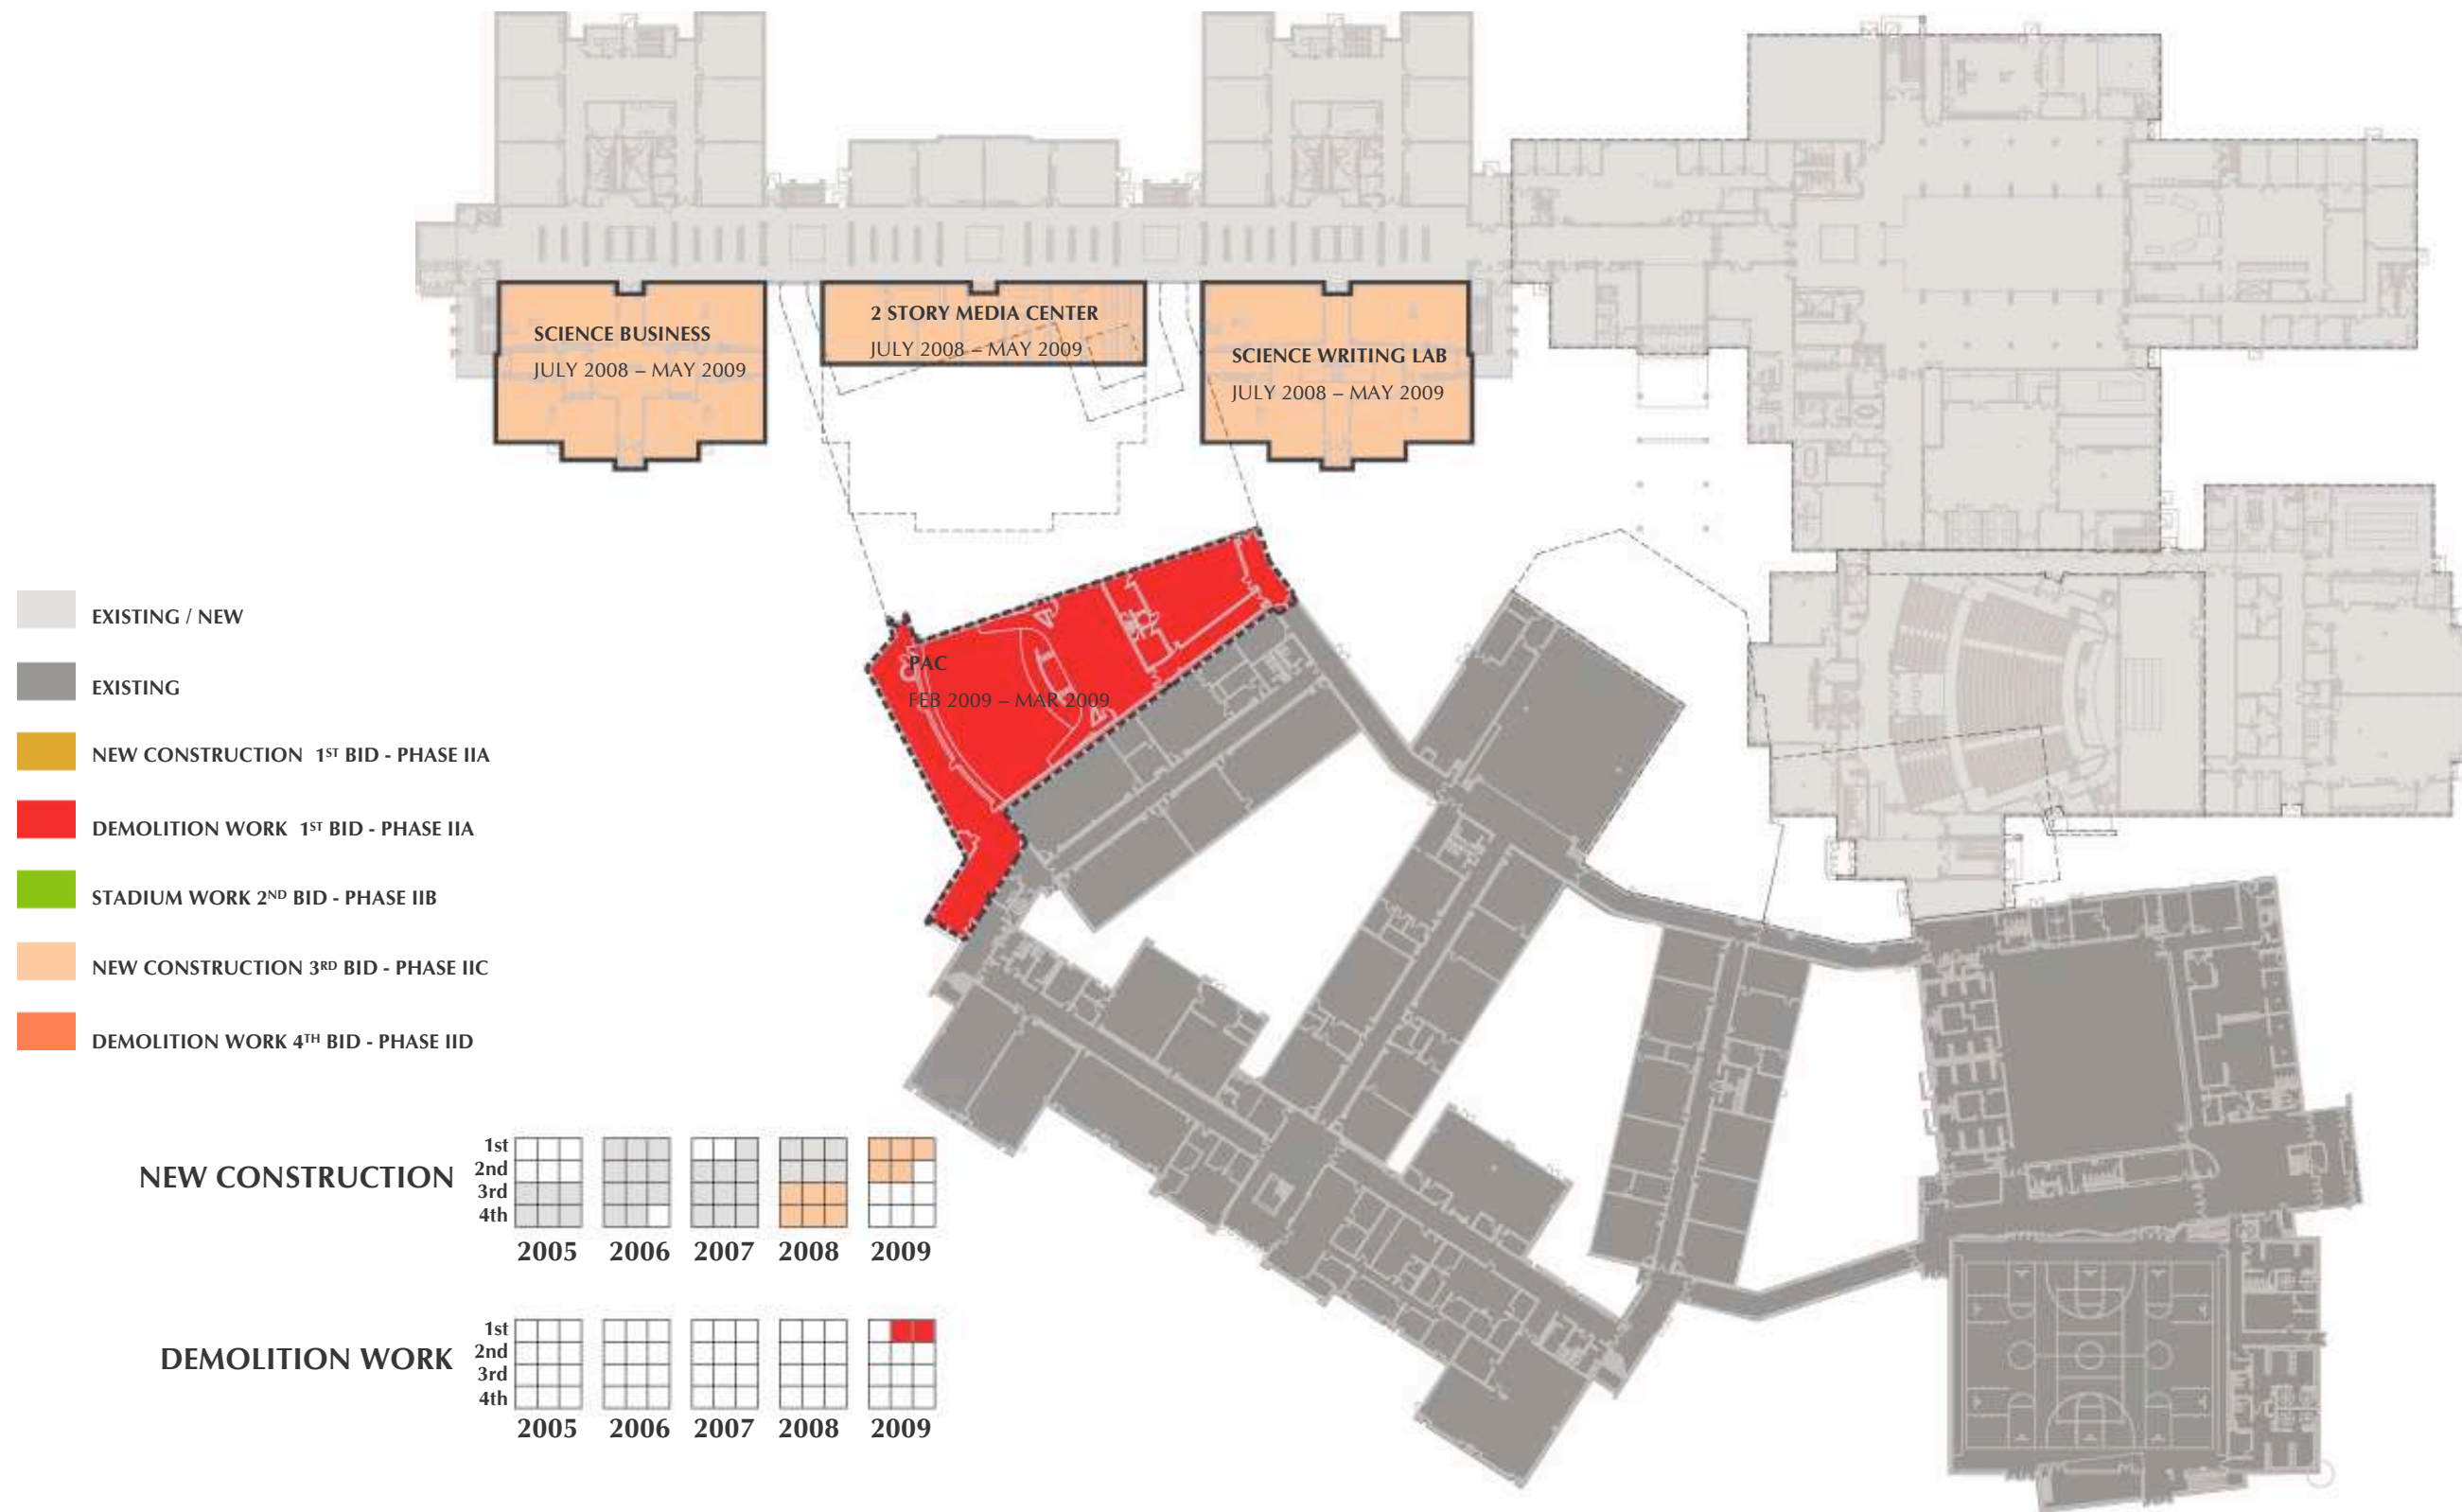 SCIENCE BUSINESS
JULY 2008 – MAY 2009
2 STORY MEDIA CENTER
JULY 2008 – MAY 2009
SCIENCE WRITING LAB
JULY 2008 – MAY 2009
PAC
FEB 2009 – MAR 2009
EXISTING / NEW
EXISTING
NEW CONSTRUCTION 1ST BID - PHASE IIA
DEMOLITION WORK 1ST BID - PHASE IIA
STADIUM WORK 2ND BID - PHASE IIB
NEW CONSTRUCTION 3RD BID - PHASE IIC
DEMOLITION WORK 4TH BID - PHASE IID
NEW CONSTRUCTION
1st
2nd
3rd
4th
2005 2006 2007 2008 2009
DEMOLITION WORK
1st
2nd
3rd
4th
2005 2006 2007 2008 2009